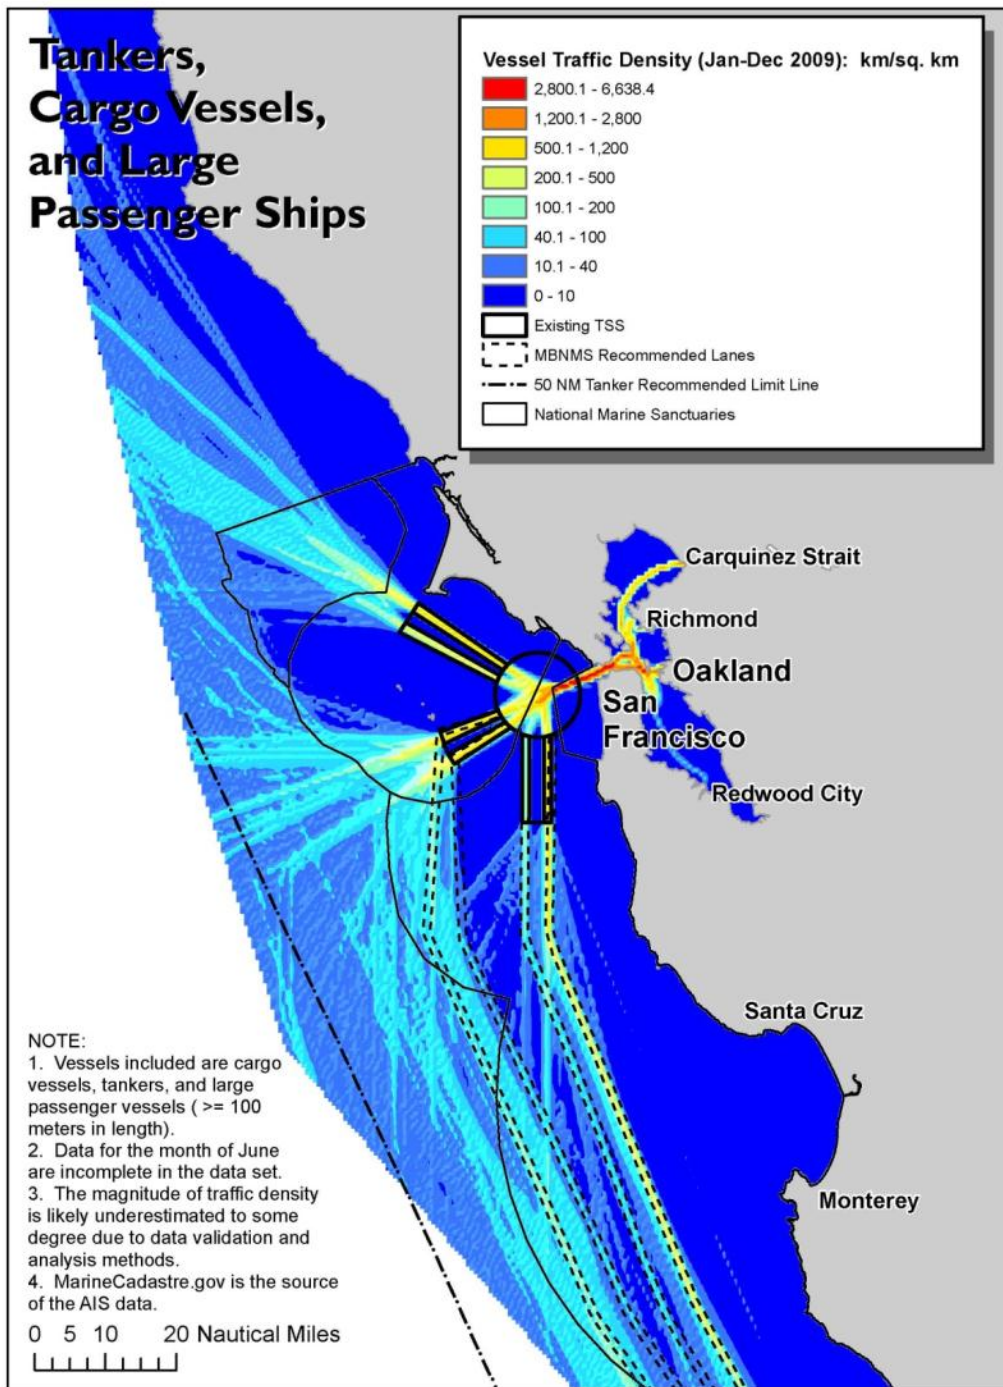 Tankers,
Cargo Vessels,
and Large
Passenger Ships
Vessel Traffic Density (Jan-Dec 2009): km/sq. km
2,800.1 - 6,638.4
1,200.1 - 2,800
500.1 - 1,200
200.1 - 500
100.1 - 200
40.1 - 100
10.1 - 40
0 - 10
Existing TSS
MBNMS Recommended Lanes
50 NM Tanker Recommended Limit Line
National Marine Sanctuaries
Carquinez Strait
Richmond
Oakland
San
Francisco
Redwood City
Santa Cruz
Monterey
NOTE:
1. Vessels included are cargo
vessels, tankers, and large
passenger vessels ( >= 100
meters in length).
2. Data for the month of June
are incomplete in the data set.
3. The magnitude of traffic density
is likely underestimated to some
degree due to data validation and
analysis methods.
4. MarineCadastre.gov is the source
of the AIS data.
0 5 10 20 Nautical Miles